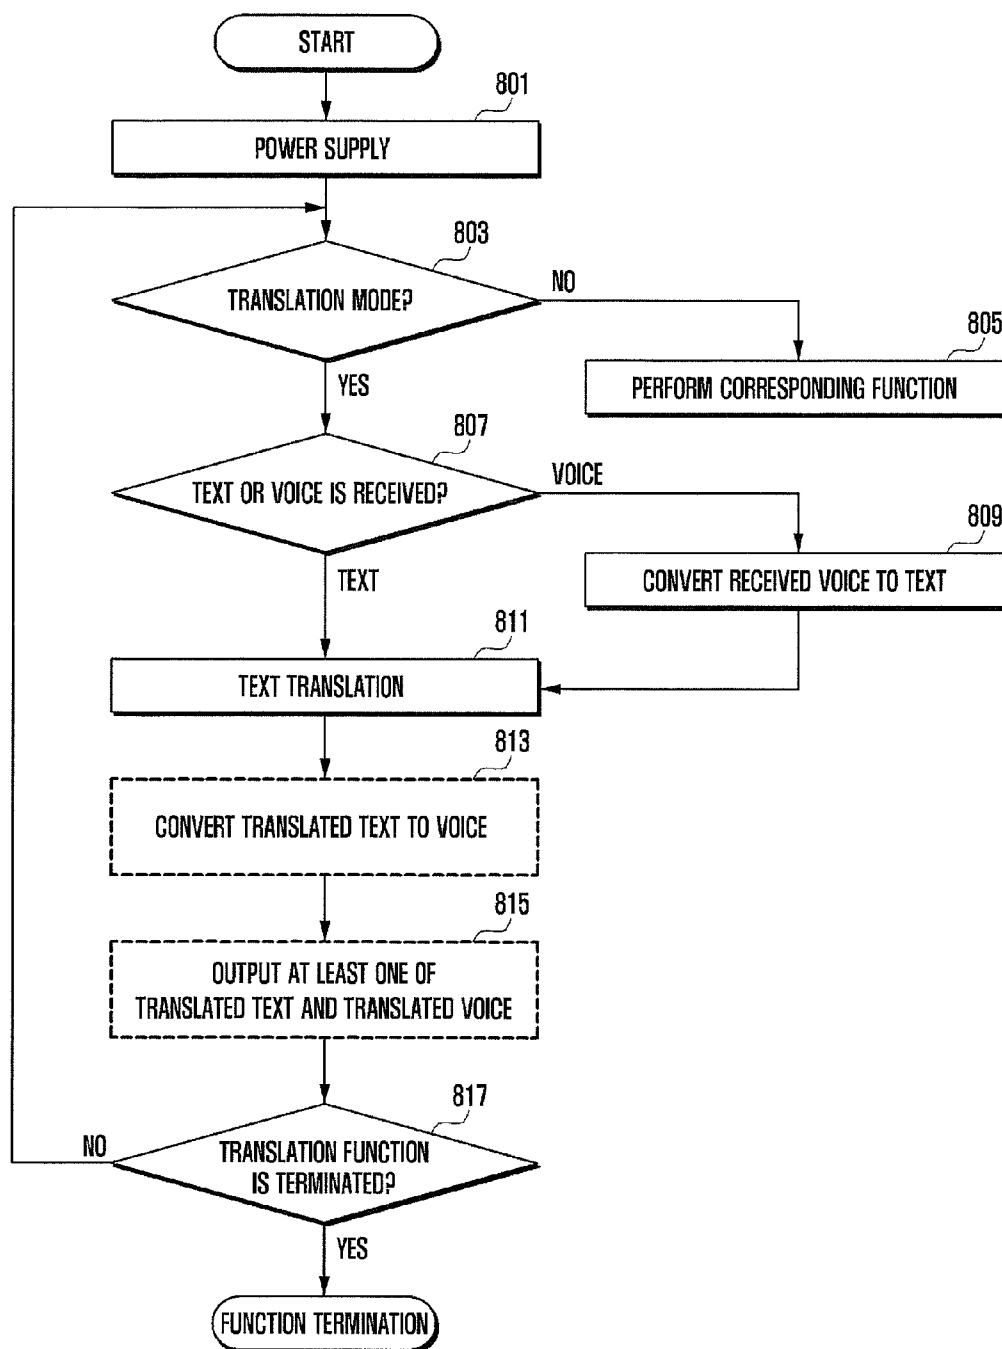 START
801
POWER SUPPLY
803
TRANSLATION MODE?
NO
805
PERFORM CORRESPONDING FUNCTION
YES
807
TEXT OR VOICE IS RECEIVED?
VOICE
809
CONVERT RECEIVED VOICE TO TEXT
TEXT
811
TEXT TRANSLATION
813
CONVERT TRANSLATED TEXT TO VOICE
815
OUTPUT AT LEAST ONE OF
TRANSLATED TEXT AND TRANSLATED VOICE
817
NO
TRANSLATION FUNCTION
IS TERMINATED?
YES
FUNCTION TERMINATION